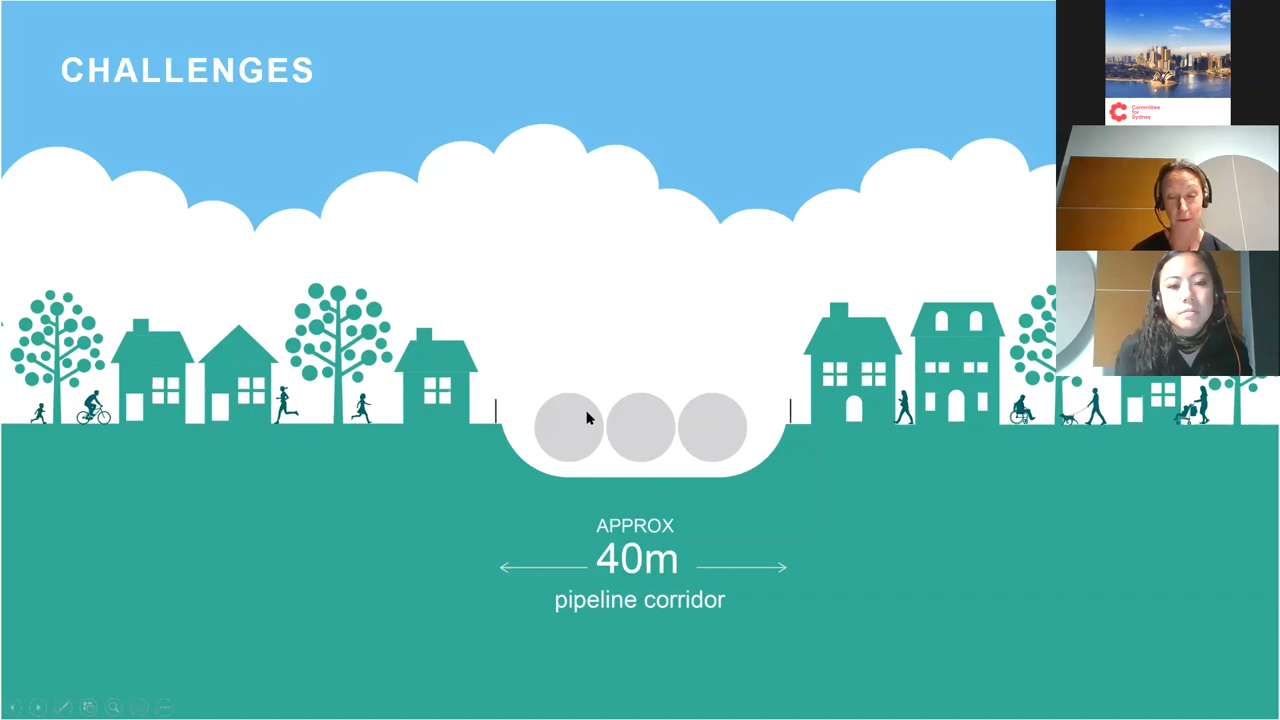 CHALLENGES
Committee
for
Sydney
APPROX
40m
pipeline corridor